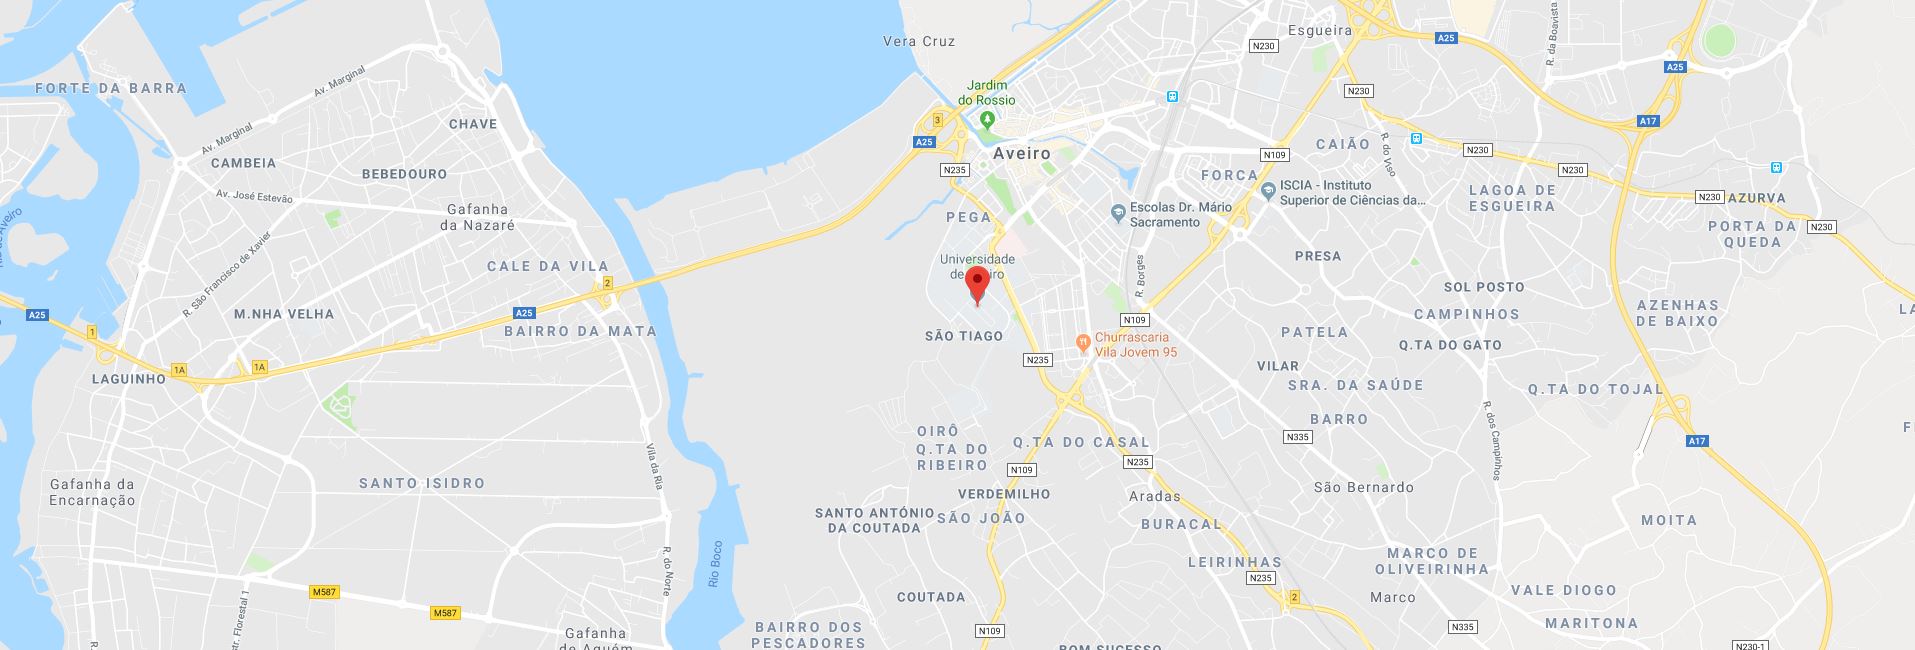 Vera Cruz
Esgueira
N230
A25
R. da Boavista
A25
FORTE DA BARRA
Av. Marginal
Jardim
do Rossio
N230
CHAVE
3
A17
Av. Marginal
A25
R. do Viso
CAIÃO
N230
CAMBEIA
BEBEDOURO
Aveiro
N109
N235
N230
FORCA
ISCIA - Instituto
Superior de Ciências da...
LAGOA DE
ESGUEIRA
N230
AZURVA
Av. José Estevão
Gafanha
da Nazaré
PEGA
Escolas Dr. Mário
Sacramento
PORTA DA
QUEDA
N230
R. São Francisco de Xavier
CALE DA VILA
Universidade
R. Borges
PRESA
2
SOL POSTO
A25
M.NHA VELHA
A25
CAMPINHOS
AZENHAS
DE BAIXO
1
BAIRRO DA MATA
SÃO TIAGO
N109
PATELA
Churrascaria
Vila Jovem 95
Q.TA DO GATO
1A
1A
N235
VILAR
LAGUINHO
SRA. DA SAÚDE
Q.TA DO TOJAL
BARRO
OIRÔ
Q.TA DO
RIBEIRO
Q.TA DO CASAL
N335
A17
R. dos Campinhos
Vila da Ria
N109
N235
Gafanha da
Encarnação
SANTO ISIDRO
VERDEMILHO
Aradas
São Bernardo
SANTO ANTÓNIO
DA COUTADA
SÃO JOÃO
BURACAL
MOITA
Rio Boco
R. do Norte
LEIRINHAS
MARCO DE
OLIVEIRINHA
N235
M587
COUTADA
2
Marco
VALE DIOGO
M587
MARITONA
BAIRRO DOS
PESCADORES
N109
N335
Gafanha
de Aquém
BOM SUCESSO
N230-1